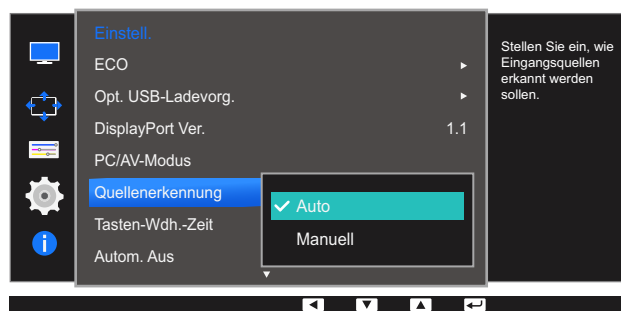 Einstell.
ECO
Opt. USB-Ladevorg.
DisplayPort Ver. 1.1
PC/AV-Modus
Quellenerkennung
Tasten-Wdh.-Zeit
Autom. Aus
Auto
Manuell
Stellen Sie ein, wie
Eingangsquellen
erkannt werden
sollen.